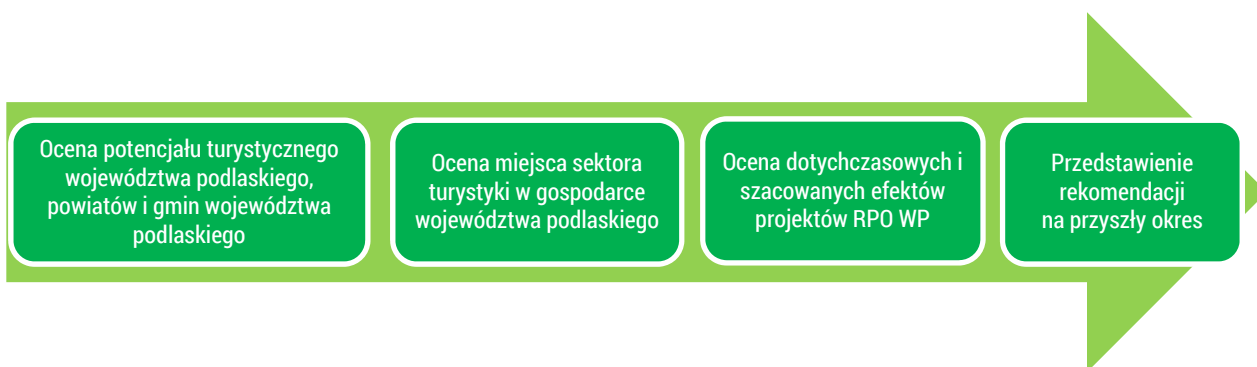 Ocena potencjału turystycznego
województwa podlaskiego,
powiatów i gmin województwa
podlaskiego
Ocena miejsca sektora
turystyki w gospodarce
województwa podlaskiego
Ocena dotychczasowych i
szacowanych efektów
projektów RPO WP
Przedstawienie
rekomendacji
na przyszły okres